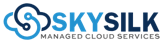 SKYSILK
MANAGED CLOUD SERVICES